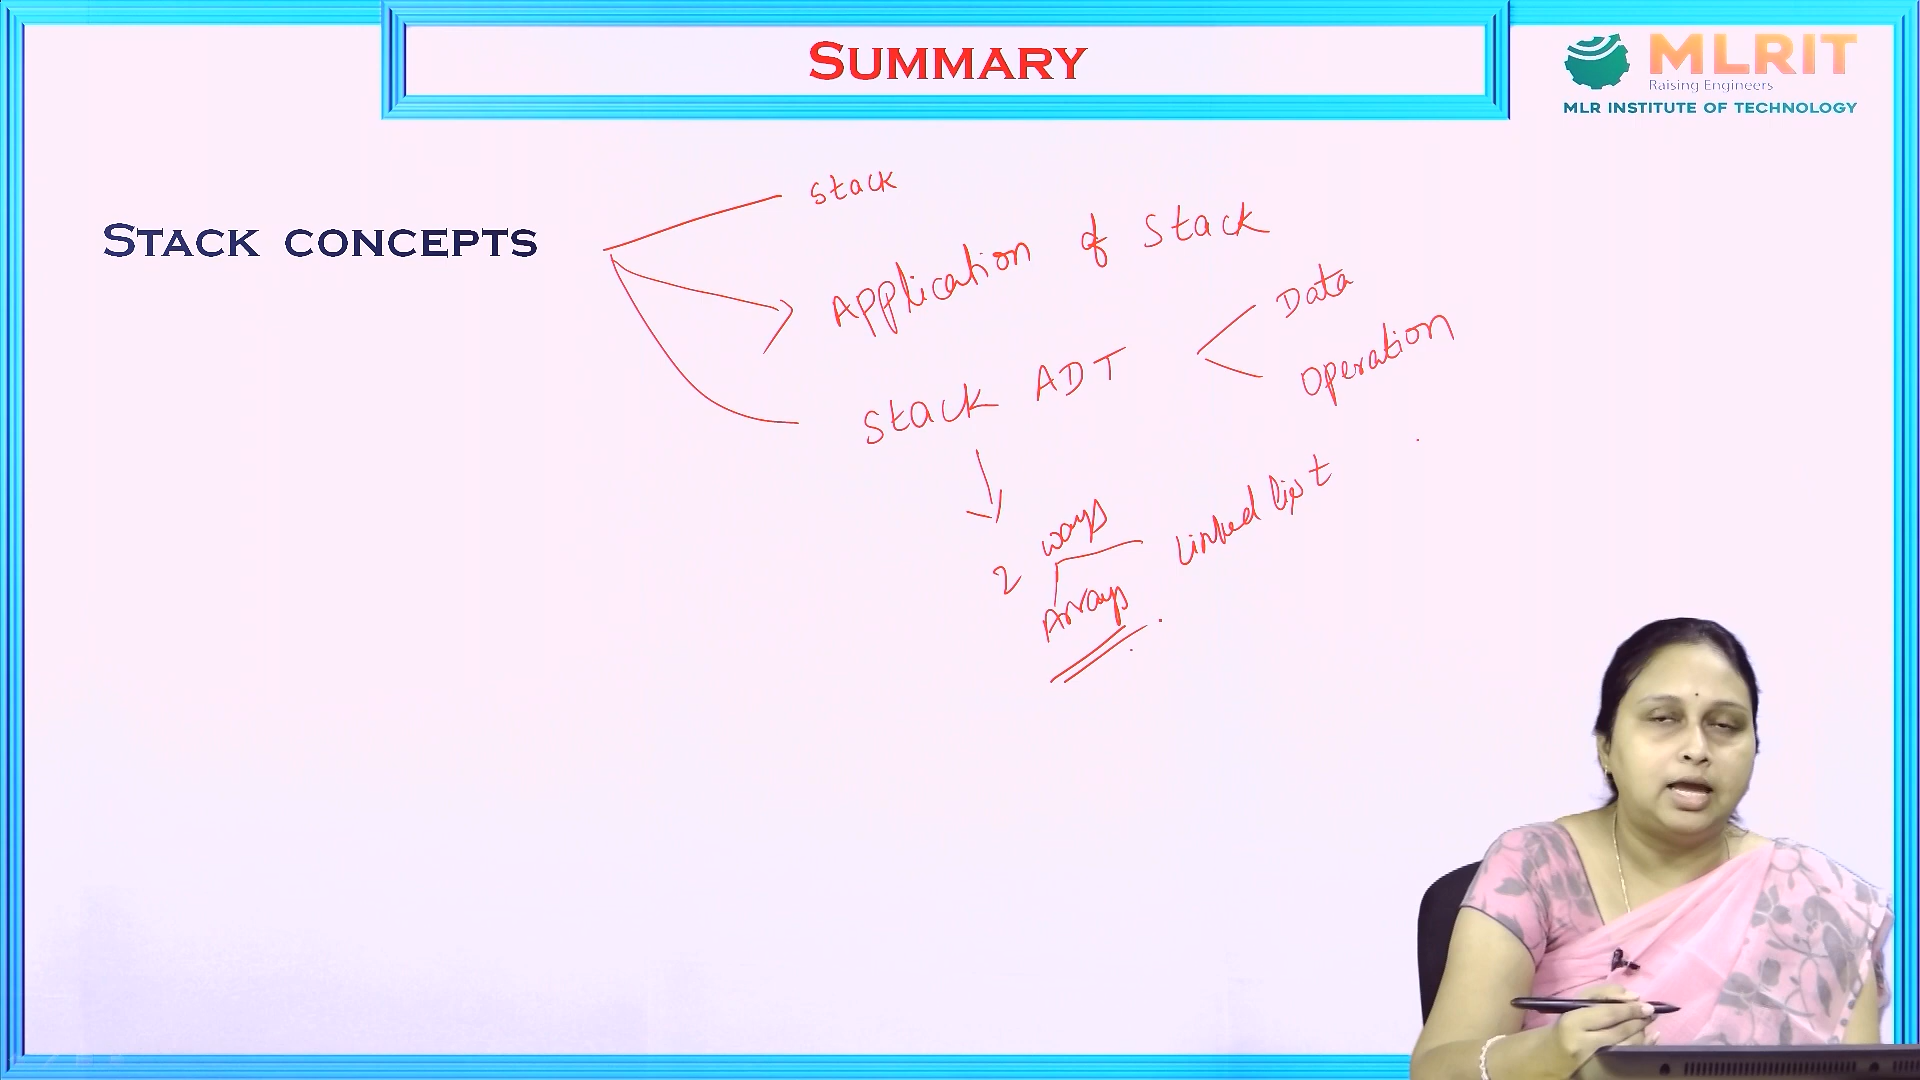 SUMMARY
MLRIT
Raising Engineers
MLR INSTITUTE OF TECHNOLOGY
STACK CONCEPTS
stack
Application of Stack
Stack ADT
Data
Operation
2 ways
Arrays
Linked list